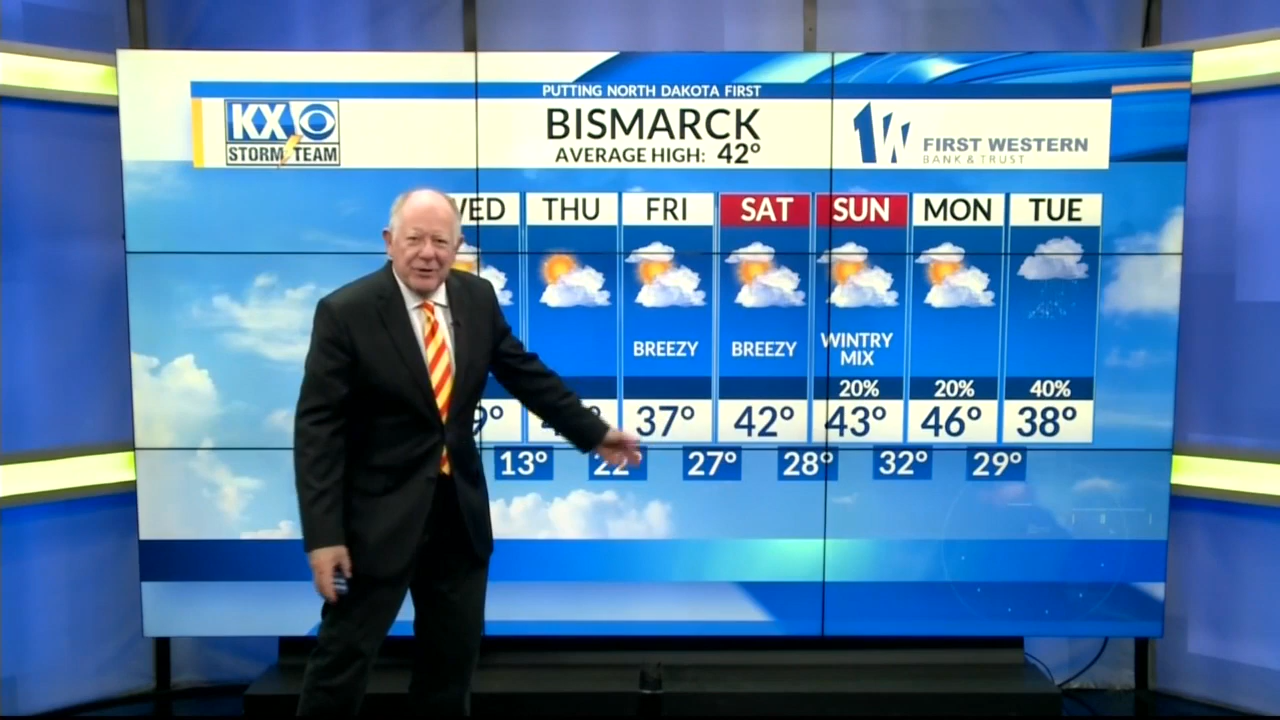 PUTTING NORTH DAKOTA FIRST
KX
STORM TEAM
BISMARCK
AVERAGE HIGH: 42°
1W FIRST WESTERN
BANK & TRUST
THU FRI SAT SUN MON TUE
BREEZY BREEZY WINTRY
MIX
20% 20% 40%
37° 42° 43° 46° 38°
13° 22° 27° 28° 32° 29°